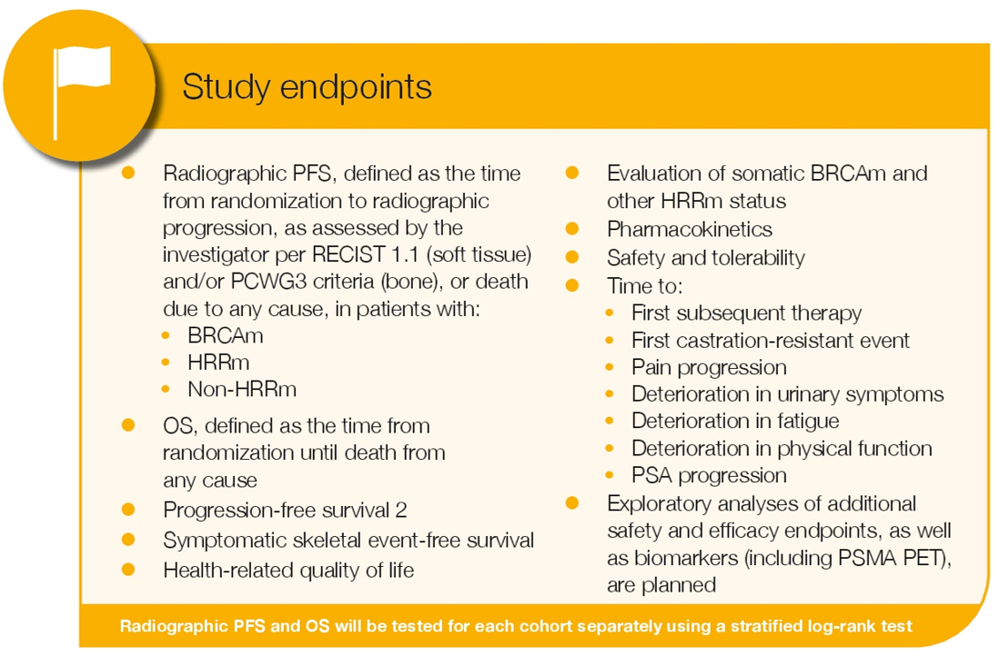 Study endpoints
Radiographic PFS, defined as the time
from randomization to radiographic
progression, as assessed by the
investigator per RECIST 1.1 (soft tissue)
and/or PCWG3 criteria (bone), or death
due to any cause, in patients with:
BRCAm
HRRm
Non-HRRm
OS, defined as the time from
randomization until death from
any cause
Progression-free survival 2
Symptomatic skeletal event-free survival
Health-related quality of life
Evaluation of somatic BRCAm and
other HRRm status
Pharmacokinetics
Safety and tolerability
Time to:
First subsequent therapy
First castration-resistant event
Pain progression
Deterioration in urinary symptoms
Deterioration in fatigue
Deterioration in physical function
PSA progression
Exploratory analyses of additional
safety and efficacy endpoints, as well
as biomarkers (including PSMA PET),
are planned
Radiographic PFS and OS will be tested for each cohort separately using a stratified log-rank test